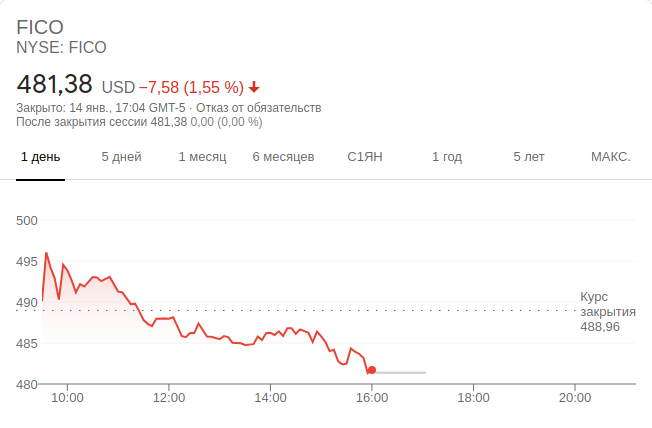 FICO
NYSE: FICO
481,38 USD −7,58 (1,55 %)
Закрыто: 14 янв., 17:04 GMT-5 · Отказ от обязательств
После закрытия сессии 481,38 0,00 (0,00 %)
1 день 5 дней 1 месяц 6 месяцев С1ЯН 1 год 5 лет МАКС.
500
495
490
Курс
закрытия
488,96
485
480
10:00 12:00 14:00 16:00 18:00 20:00